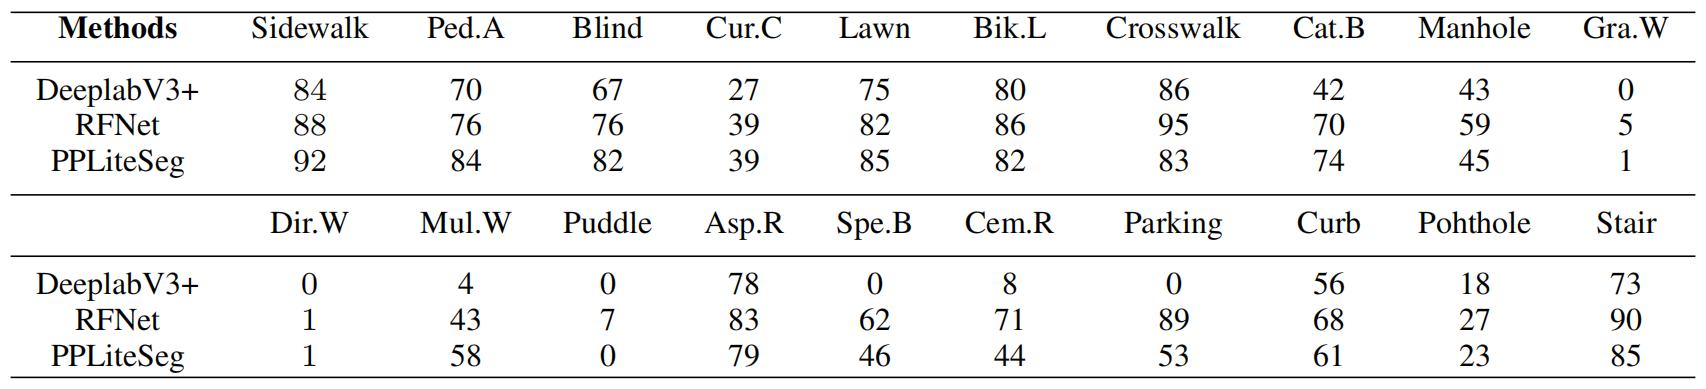 Methods Sidewalk Ped.A Blind Cur.C Lawn Bik.L Crosswalk Cat.B Manhole Gra.W
DeeplabV3+ 84 70 67 27 75 80 86 42 43 0
RFNet 88 76 76 39 82 86 95 70 59 5
PPLiteSeg 92 84 82 39 85 82 83 74 45 1
Dir.W Mul.W Puddle Asp.R Spe.B Cem.R Parking Curb Pohthole Stair
DeeplabV3+ 0 4 0 78 0 8 0 56 18 73
RFNet 1 43 7 83 62 71 89 68 27 90
PPLiteSeg 1 58 0 79 46 44 53 61 23 85